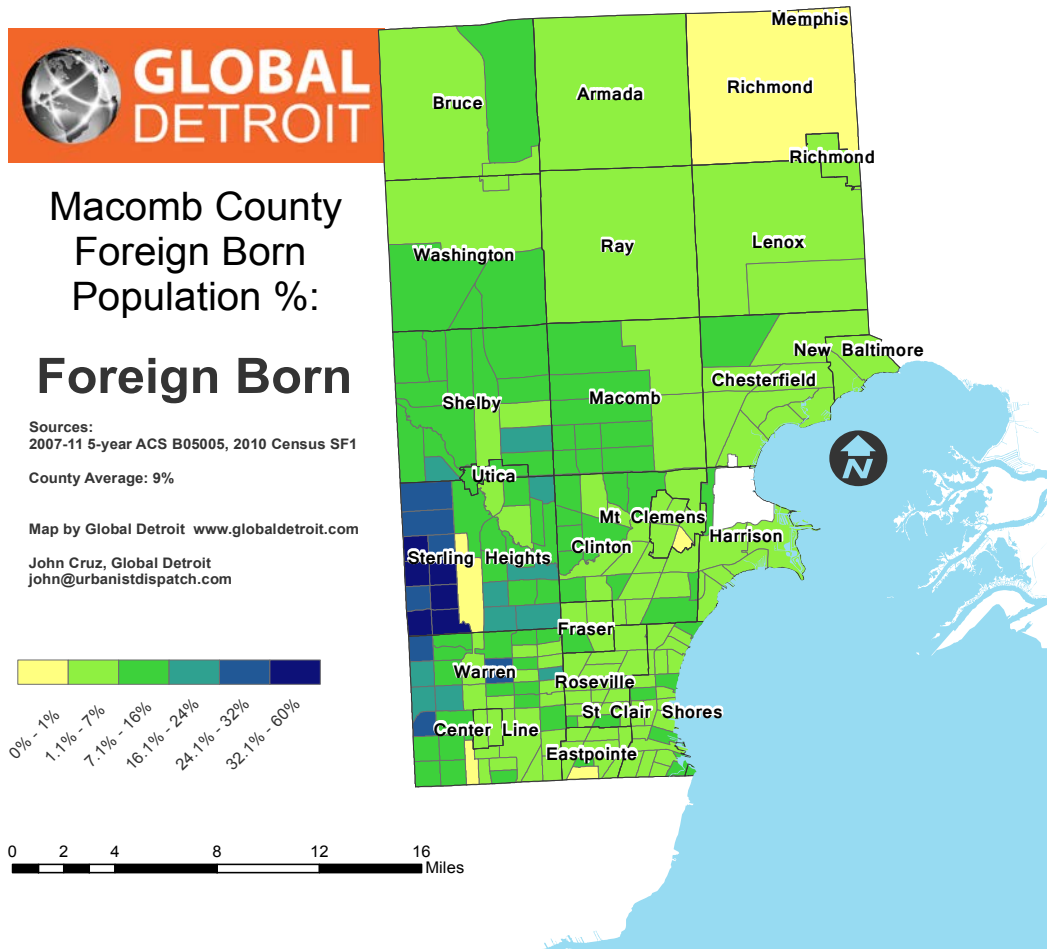 GLOBAL
DETROIT
Macomb County
Foreign Born
Population %:
Foreign Born
Sources:
2007-11 5-year ACS B05005, 2010 Census SF1
County Average: 9%
Map by Global Detroit www.globaldetroit.com
John Cruz, Global Detroit
john@urbanistdispatch.com
0% - 1%
1.1% - 7%
7.1% - 16%
16.1% - 24%
24.1% - 32%
32.1% - 60%
0 2 4 8 12 16
Miles
Memphis
Richmond
Armada
Bruce
Richmond
Lenox
Ray
Washington
New Baltimore
Chesterfield
Macomb
Shelby
Utica
N
Mt Clemens
Harrison
Clinton
Sterling Heights
Fraser
Warren
Roseville
St Clair Shores
Center Line
Eastpointe